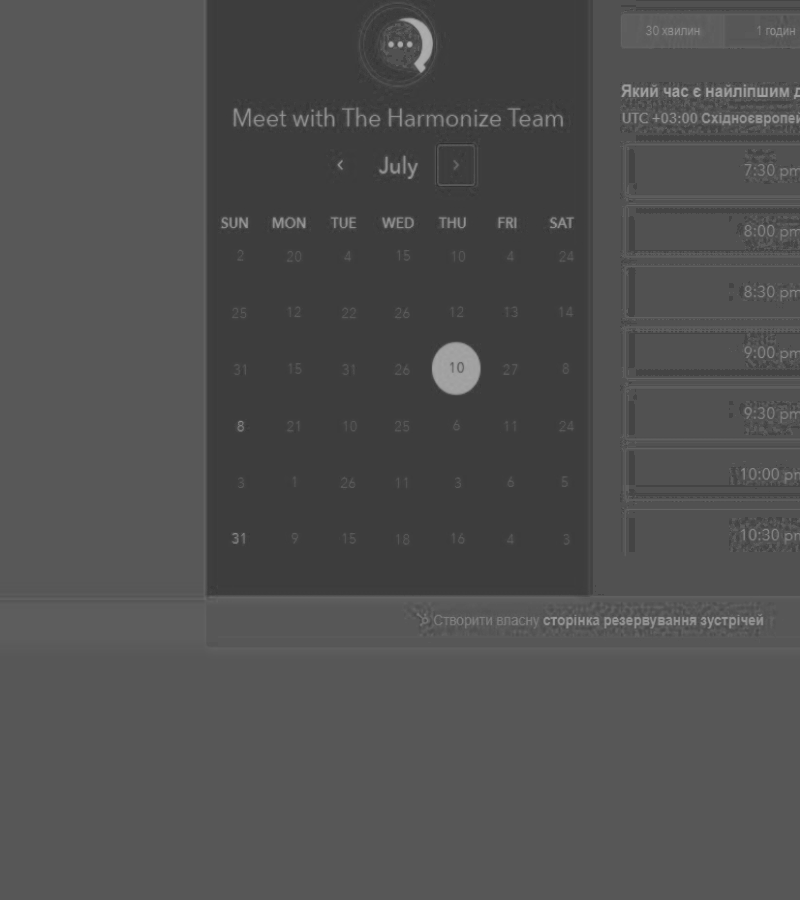 Meet with The Harmonize Team
July
SUN MON TUE WED THU FRI SAT
2 20 4 15 10 4 24
25 12 22 26 12 13 14
31 15 31 26 10 27 8
8 21 10 25 6 11 24
3 1 26 11 3 6 5
31 9 15 18 16 4 3
30 хвилин 1 годин
Який час є найліпшим
UTC +03:00 Східноєвропей
7:30 pm
8:00 pm
8:30 pm
9:00 pm
9:30 pm
10:00 pm
10:30 pm
Створити власну сторінка резервування зустрічей